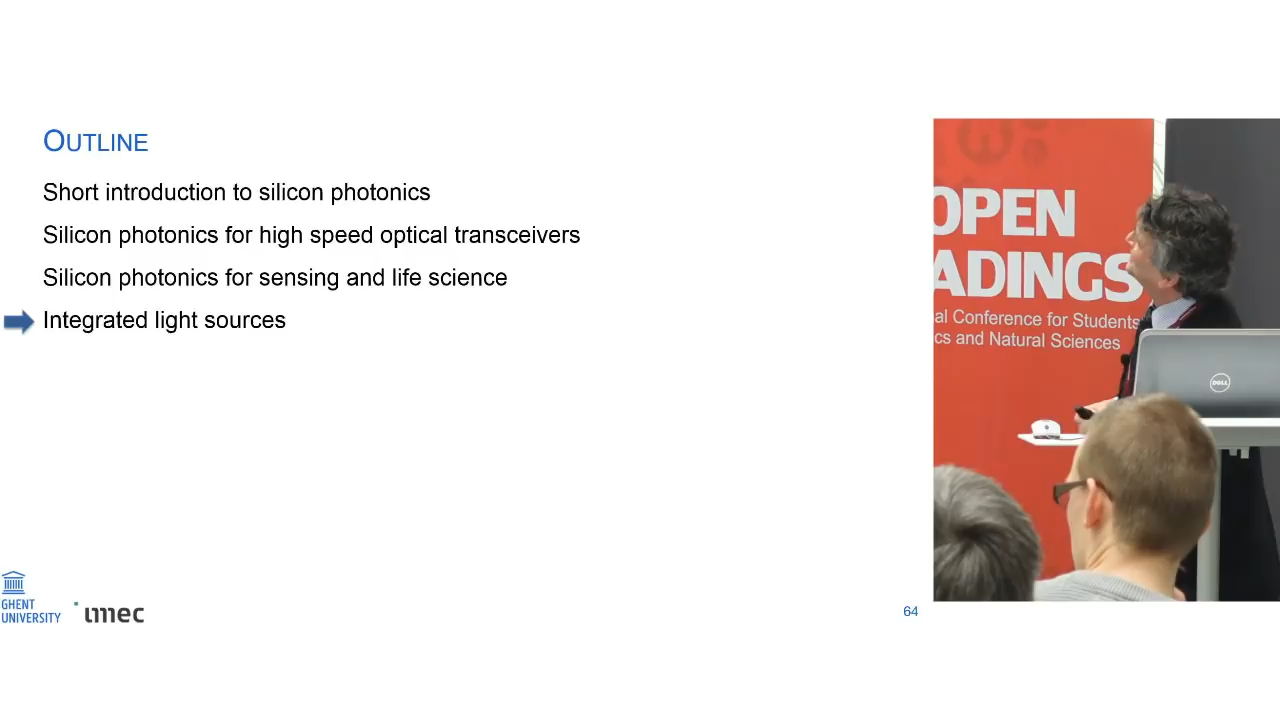 OUTLINE
Short introduction to silicon photonics
Silicon photonics for high speed optical transceivers
Silicon photonics for sensing and life science
Integrated light sources
GHENT
UNIVERSITY
imec
64
OPEN
ADINGS
al Conference for Students
cs and Natural Sciences
DELL